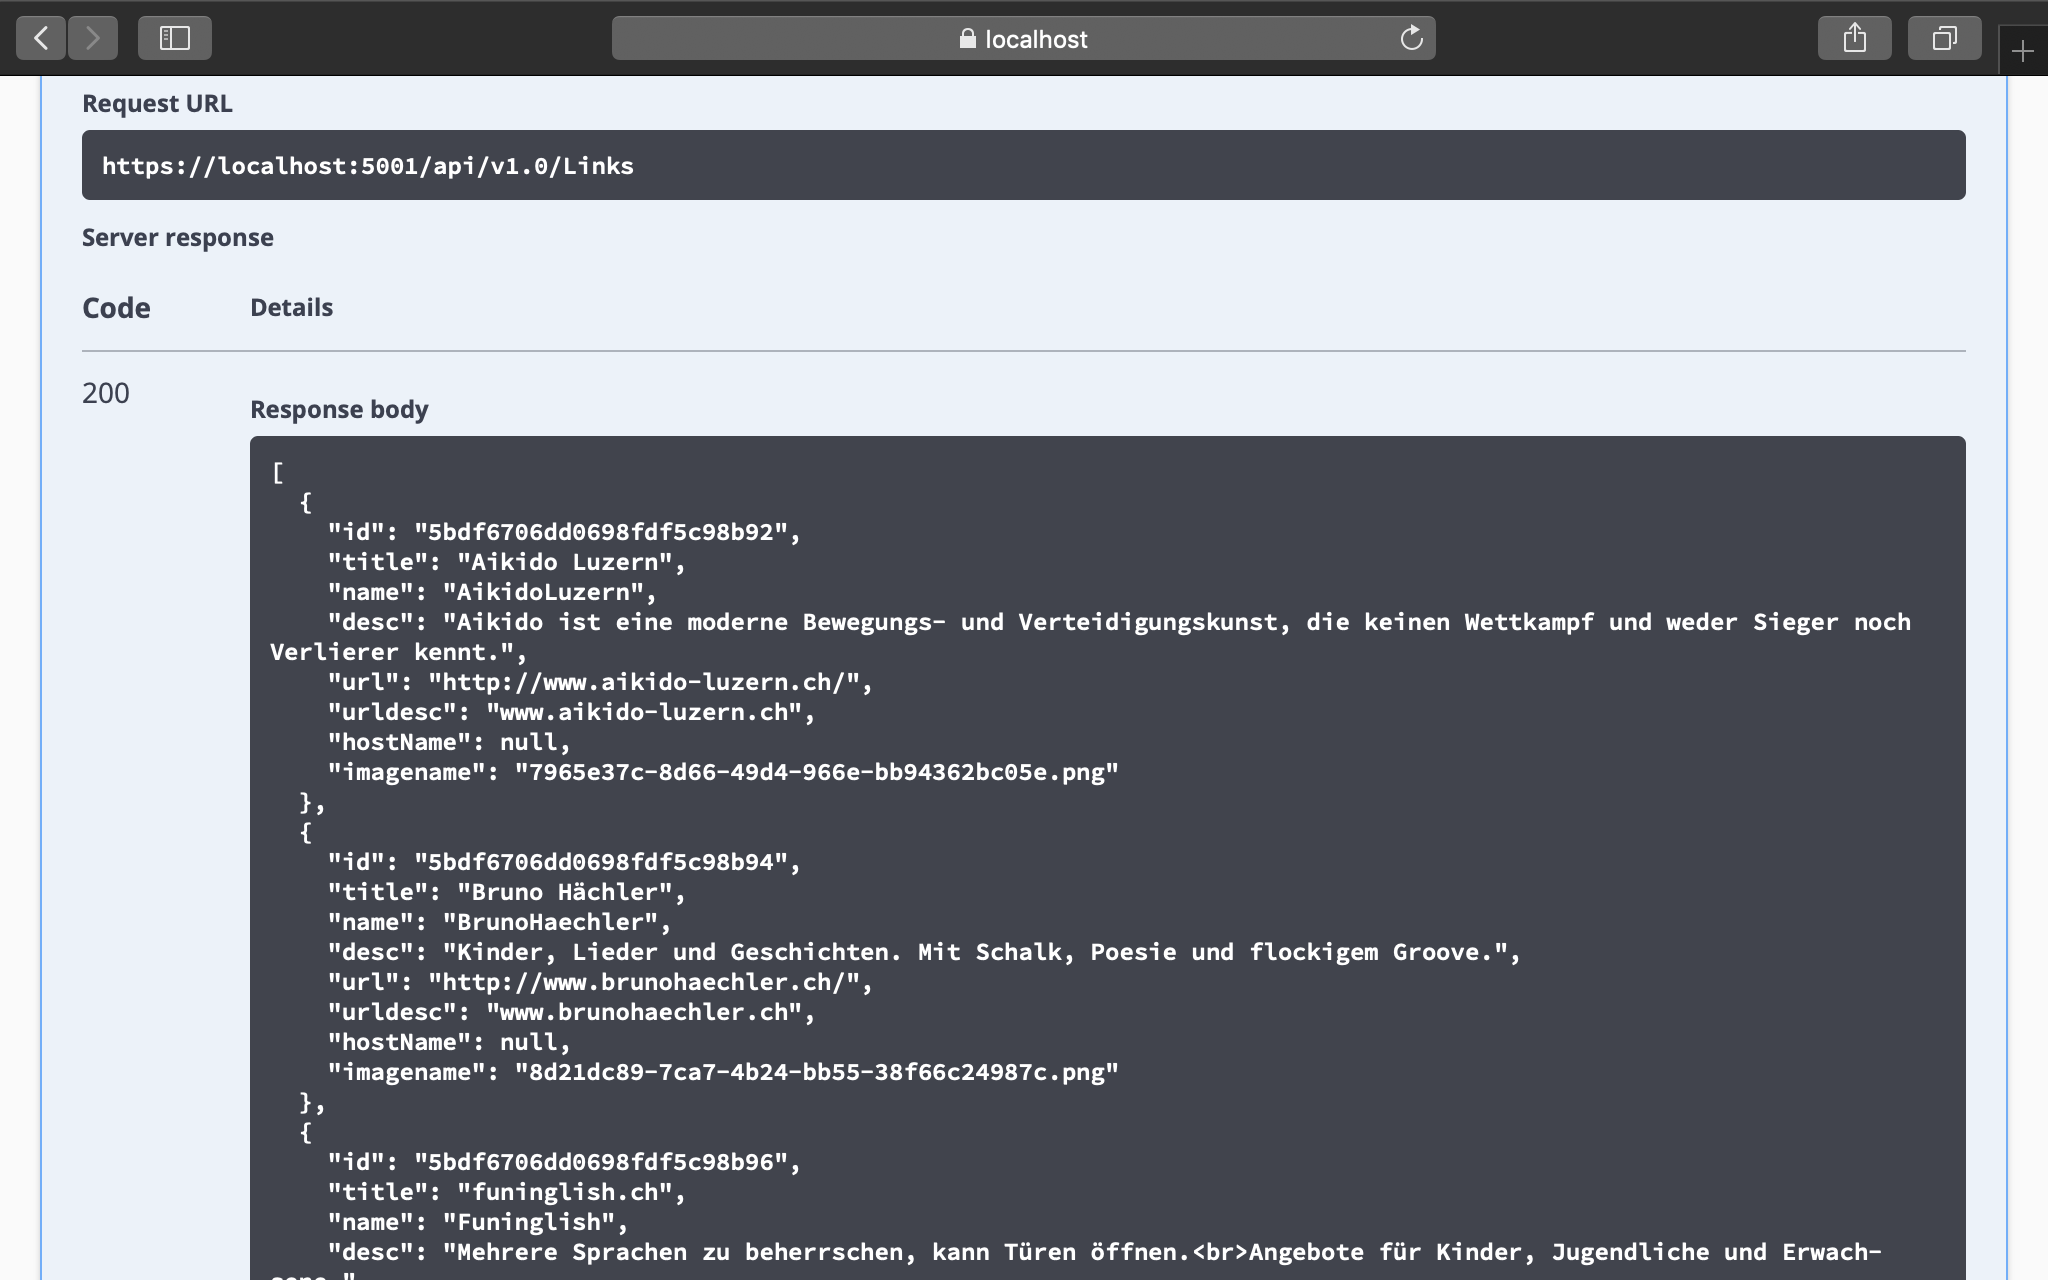 localhost
Request URL
https://localhost:5001/api/v1.0/Links
Server response
Code Details
200
Response body
[
{
"id": "5bdf6706dd0698fdf5c98b92",
"title": "Aikido Luzern",
"name": "AikidoLuzern",
"desc": "Aikido ist eine moderne Bewegungs- und Verteidigungskunst, die keinen Wettkampf und weder Sieger noch
Verlierer kennt.",
"url": "http://www.aikido-luzern.ch/",
"urldesc": "www.aikido-luzern.ch",
"hostName": null,
"imagename": "7965e37c-8d66-49d4-966e-bb94362bc05e.png"
},
{
"id": "5bdf6706dd0698fdf5c98b94",
"title": "Bruno Hächler",
"name": "BrunoHaechler",
"desc": "Kinder, Lieder und Geschichten. Mit Schalk, Poesie und flockigem Groove.",
"url": "http://www.brunohaechler.ch/",
"urldesc": "www.brunohaechler.ch",
"hostName": null,
"imagename": "8d21dc89-7ca7-4b24-bb55-38f66c24987c.png"
},
{
"id": "5bdf6706dd0698fdf5c98b96",
"title": "funinglish.ch",
"name": "Funinglish",
"desc": "Mehrere Sprachen zu beherrschen, kann Türen öffnen.<br>Angebote für Kinder, Jugendliche und Erwach-